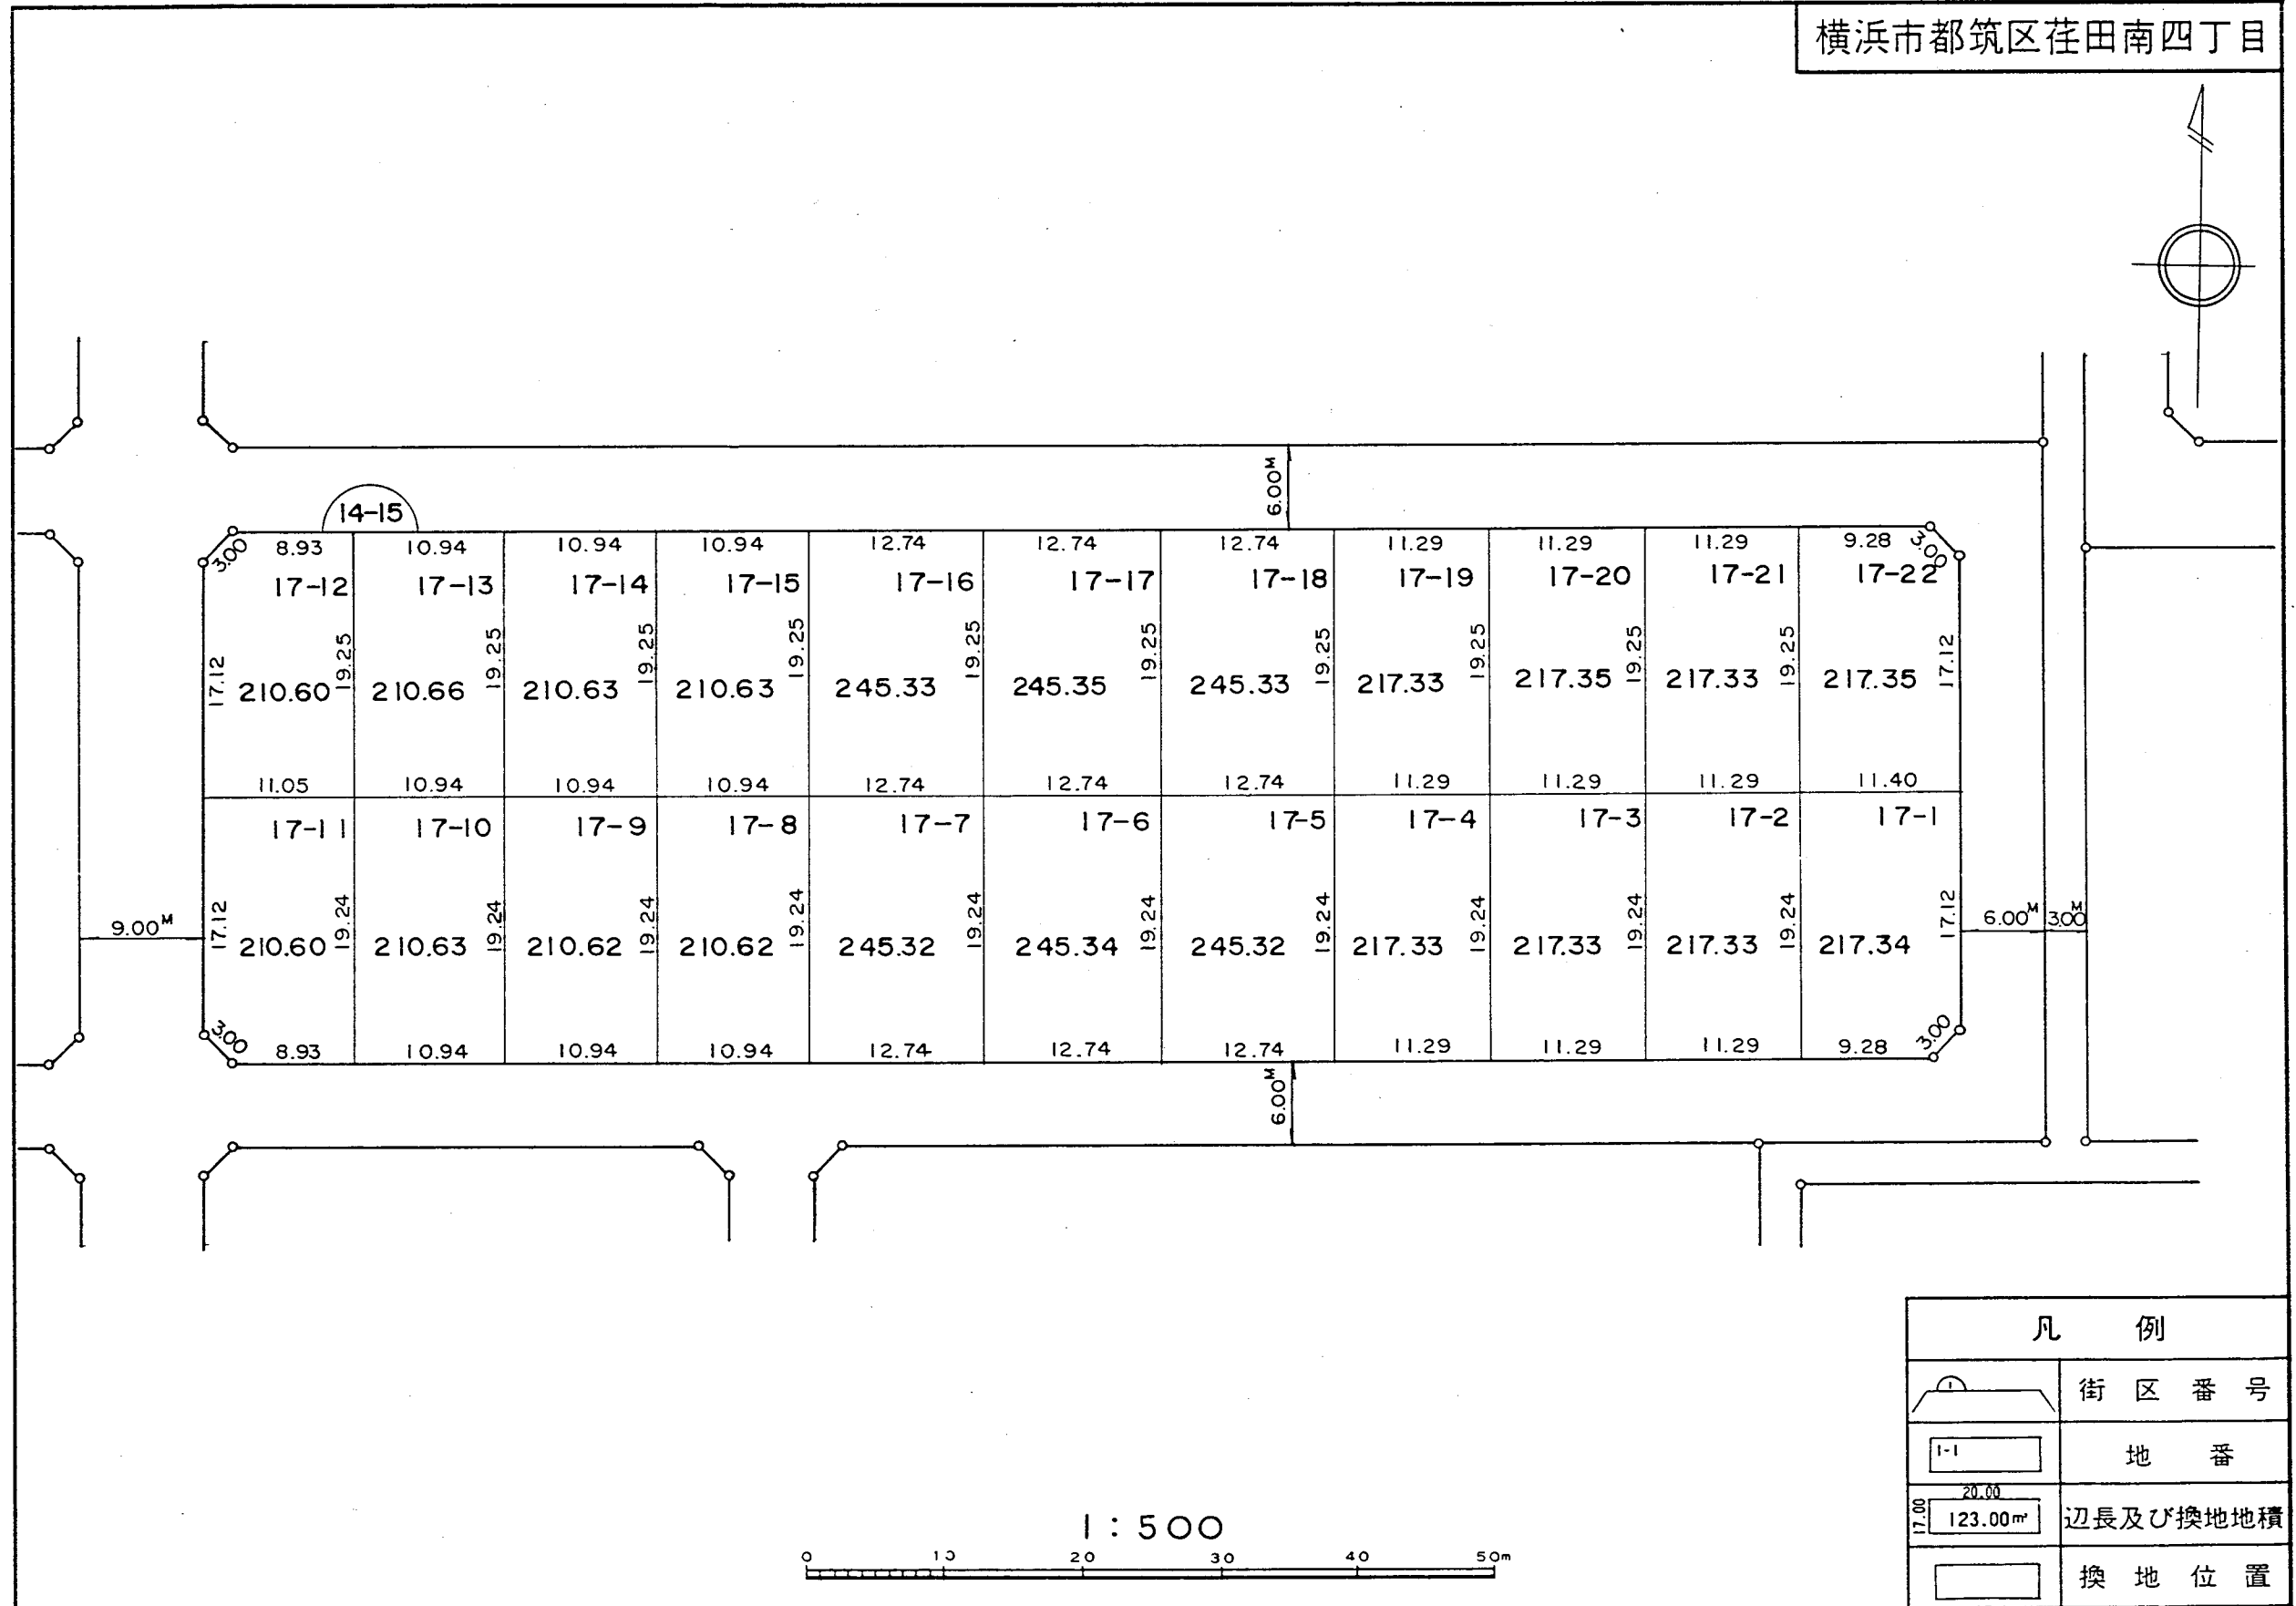 横浜市都筑区荏田南四丁目
6.00M
14-15
3.00 8.93 10.94 10.94 10.94 12.74 12.74 12.74 11.29 11.29 11.29 9.28 3.00
17-12 17-13 17-14 17-15 17-16 17-17 17-18 17-19 17-20 17-21 17-22
17.12 19.25 19.25 19.25 19.25 19.25 19.25 19.25 19.25 19.25 19.25 17.12
210.60 210.66 210.63 210.63 245.33 245.35 245.33 217.33 217.35 217.33 217.35
11.05 10.94 10.94 10.94 12.74 12.74 12.74 11.29 11.29 11.29 11.40
17-11 17-10 17-9 17-8 17-7 17-6 17-5 17-4 17-3 17-2 17-1
9.00M 17.12 19.24 19.24 19.24 19.24 19.24 19.24 19.24 19.24 19.24 19.24 17.12 6.00M 3.00M
210.60 210.63 210.62 210.62 245.32 245.34 245.32 217.33 217.33 217.33 217.34
3.00 8.93 10.94 10.94 10.94 12.74 12.74 12.74 11.29 11.29 11.29 9.28 3.00
6.00M
凡例
1 街区番号
1-1 地番
20.00
17.00 123.00㎡ 辺長及び換地地積
換地位置
1:500
0 10 20 30 40 50m